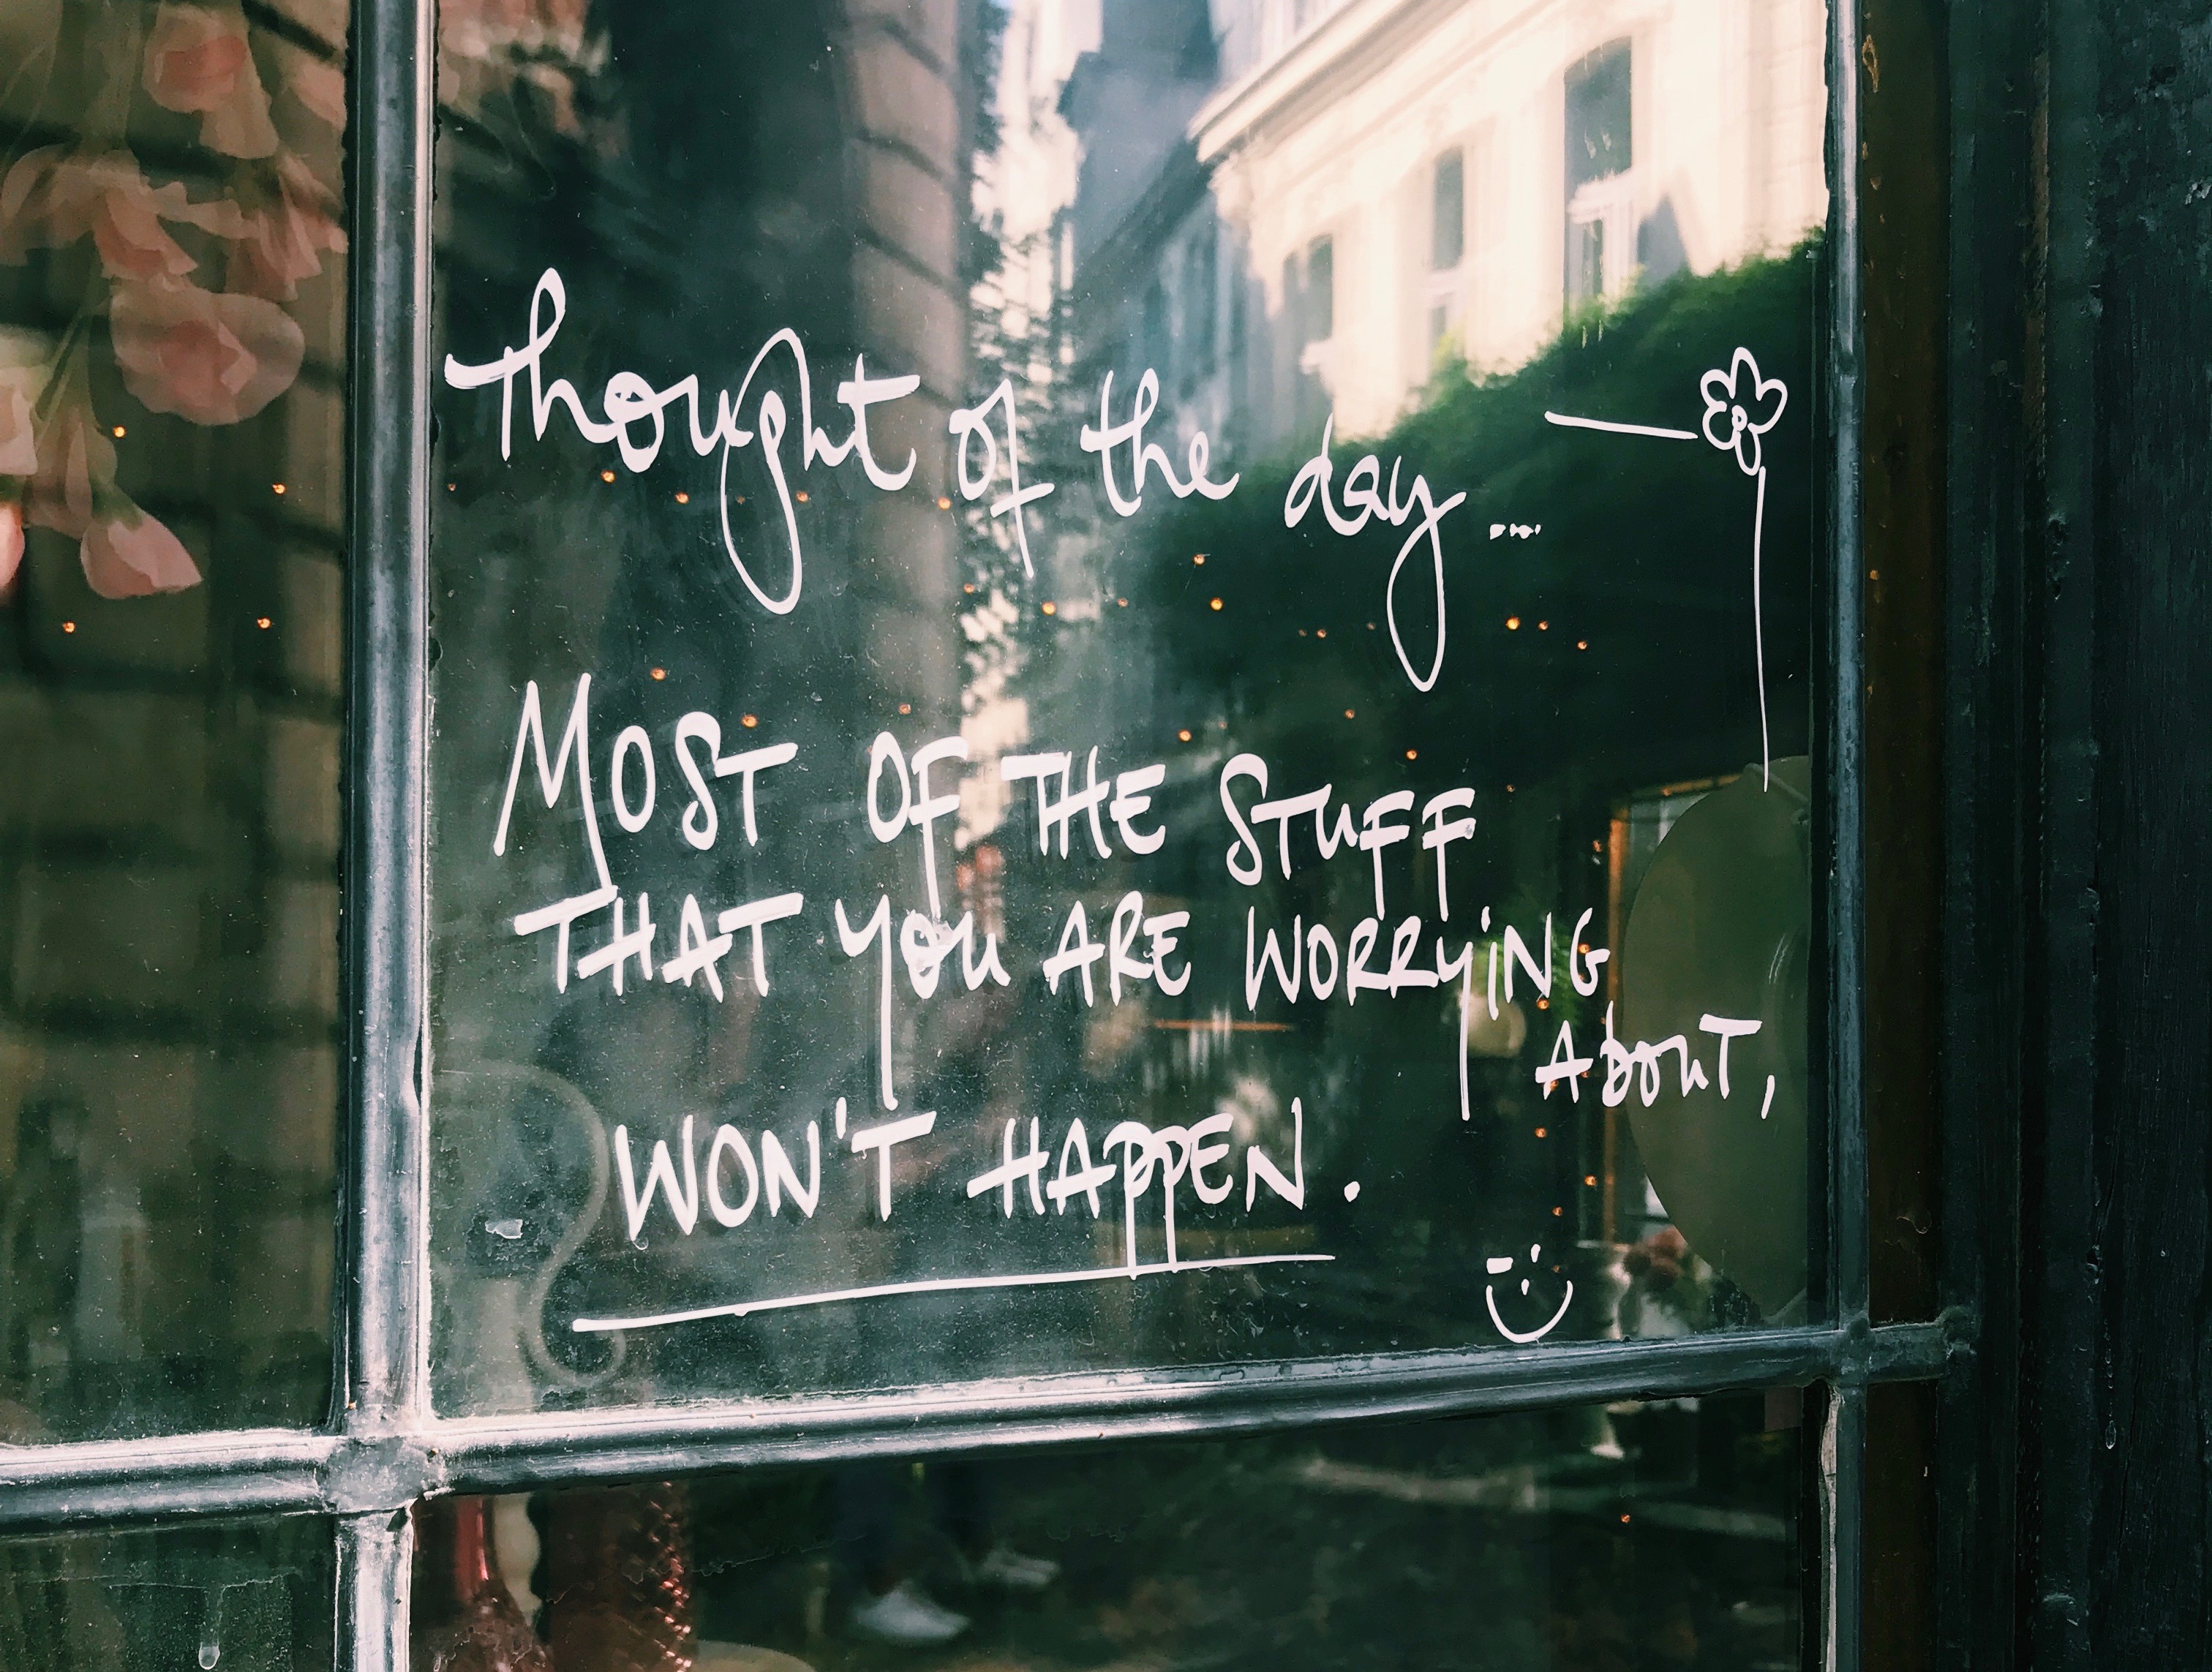 Thought of the day ....
MOST OF THE STUFF
THAT YOU ARE WORRYING
ABOUT,
WON'T HAPPEN.